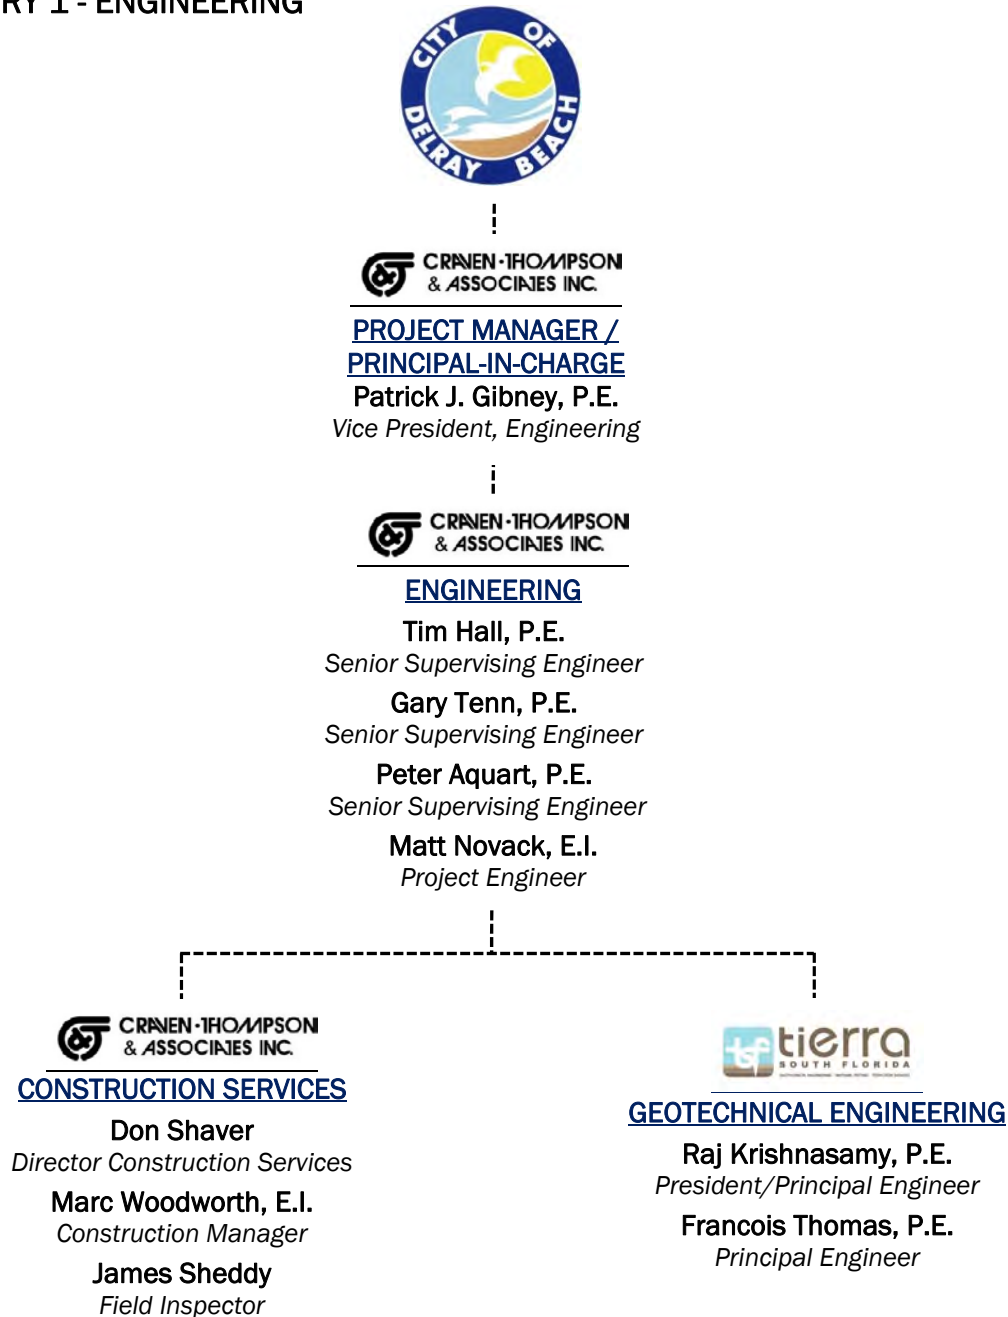 RY 1 - ENGINEERING
CITY OF
DELRAY BEACH
CRAVEN·THOMPSON
& ASSOCIATES INC.
PROJECT MANAGER /
PRINCIPAL-IN-CHARGE
Patrick J. Gibney, P.E.
Vice President, Engineering
CRAVEN·THOMPSON
& ASSOCIATES INC.
ENGINEERING
Tim Hall, P.E.
Senior Supervising Engineer
Gary Tenn, P.E.
Senior Supervising Engineer
Peter Aquart, P.E.
Senior Supervising Engineer
Matt Novack, E.I.
Project Engineer
CRAVEN·THOMPSON
& ASSOCIATES INC.
CONSTRUCTION SERVICES
Don Shaver
Director Construction Services
Marc Woodworth, E.I.
Construction Manager
James Sheddy
Field Inspector
tsf tierra
SOUTH FLORIDA
GEOTECHNICAL ENGINEERING
Raj Krishnasamy, P.E.
President/Principal Engineer
Francois Thomas, P.E.
Principal Engineer